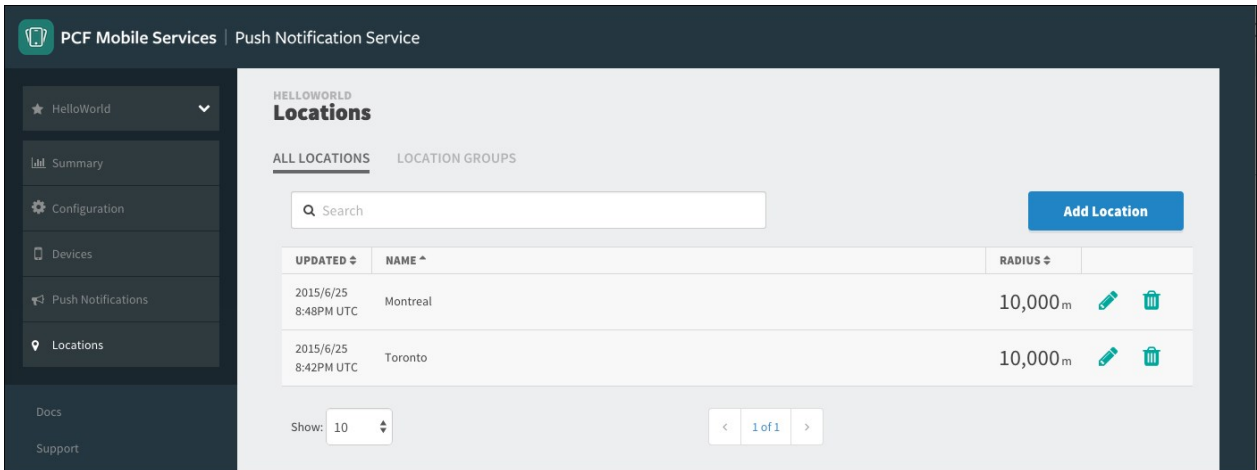 PCF Mobile Services | Push Notification Service
HelloWorld
Summary
Configuration
Devices
Push Notifications
Locations
Docs
Support
HELLOWORLD
Locations
ALL LOCATIONS LOCATION GROUPS
Search
Add Location
UPDATED NAME RADIUS
2015/6/25
8:48PM UTC
Montreal
10,000 m
2015/6/25
8:42PM UTC
Toronto
10,000 m
Show: 10
< 1 of 1 >